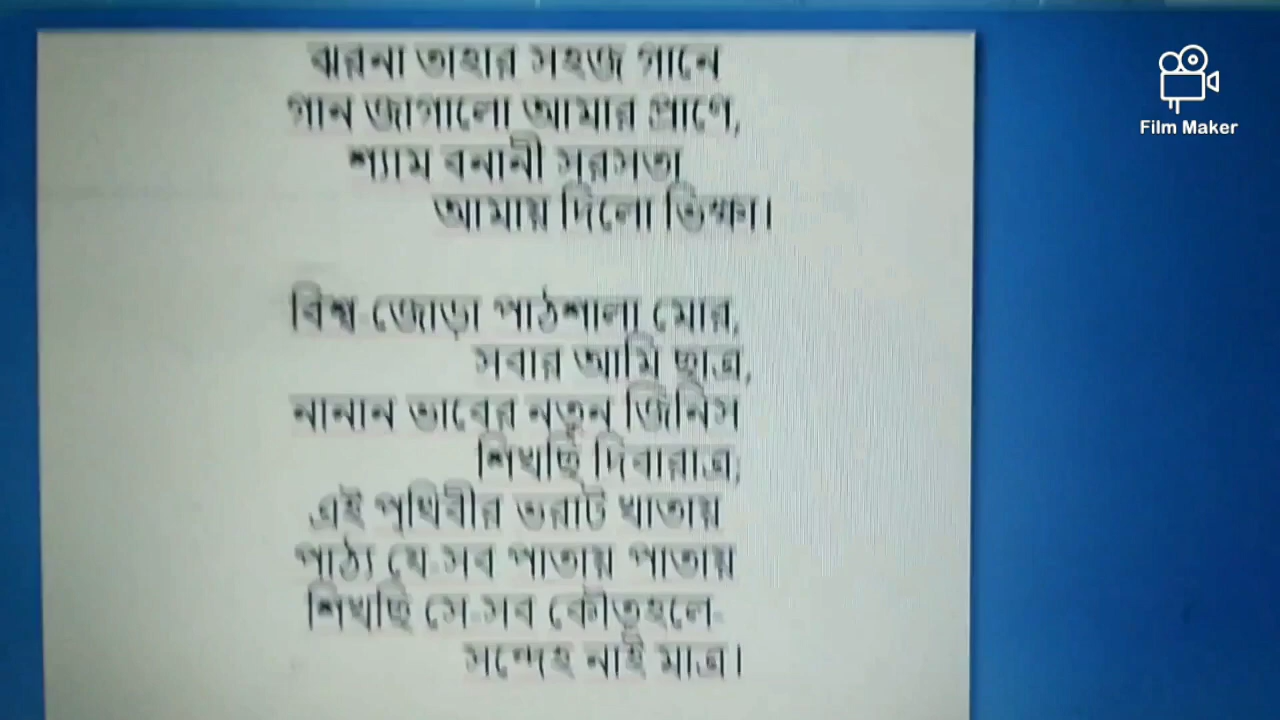 ঝরনা তাহার সহজ গানে
গান জাগালো আমার প্রাণে,
শ্যাম বনানী সরসতা
আমায় দিলো ভিক্ষা।
বিশ্ব-জোড়া পাঠশালা মোর,
সবার আমি ছাত্র,
নানান ভাবের নতুন জিনিস
শিখছি দিবারাত্র;
এই পৃথিবীর ভরাট খাতায়
পাঠ্য যে-সব পাতায় পাতায়
শিখছি সে-সব কৌতূহলে-
সন্দেহ নাই মাত্র।
Film Maker